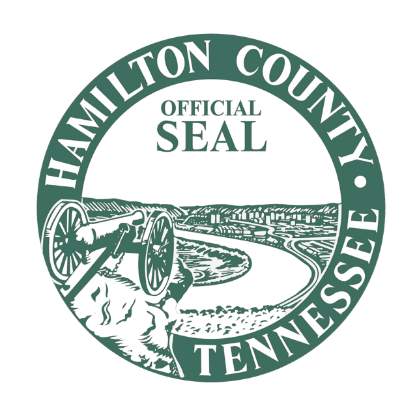 HAMILTON COUNTY • TENNESSEE
OFFICIAL
SEAL